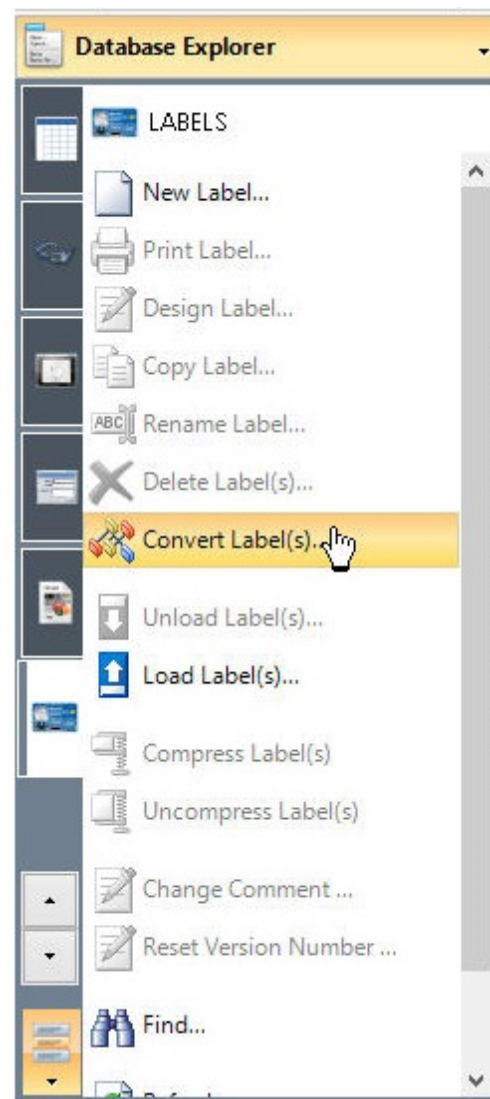 Database Explorer
LABELS
New Label...
Print Label...
Design Label...
Copy Label...
ABC Rename Label...
Delete Label(s)...
Convert Label(s)...
Unload Label(s)...
Load Label(s)...
Compress Label(s)
Uncompress Label(s)
Change Comment ...
Reset Version Number ...
Find...